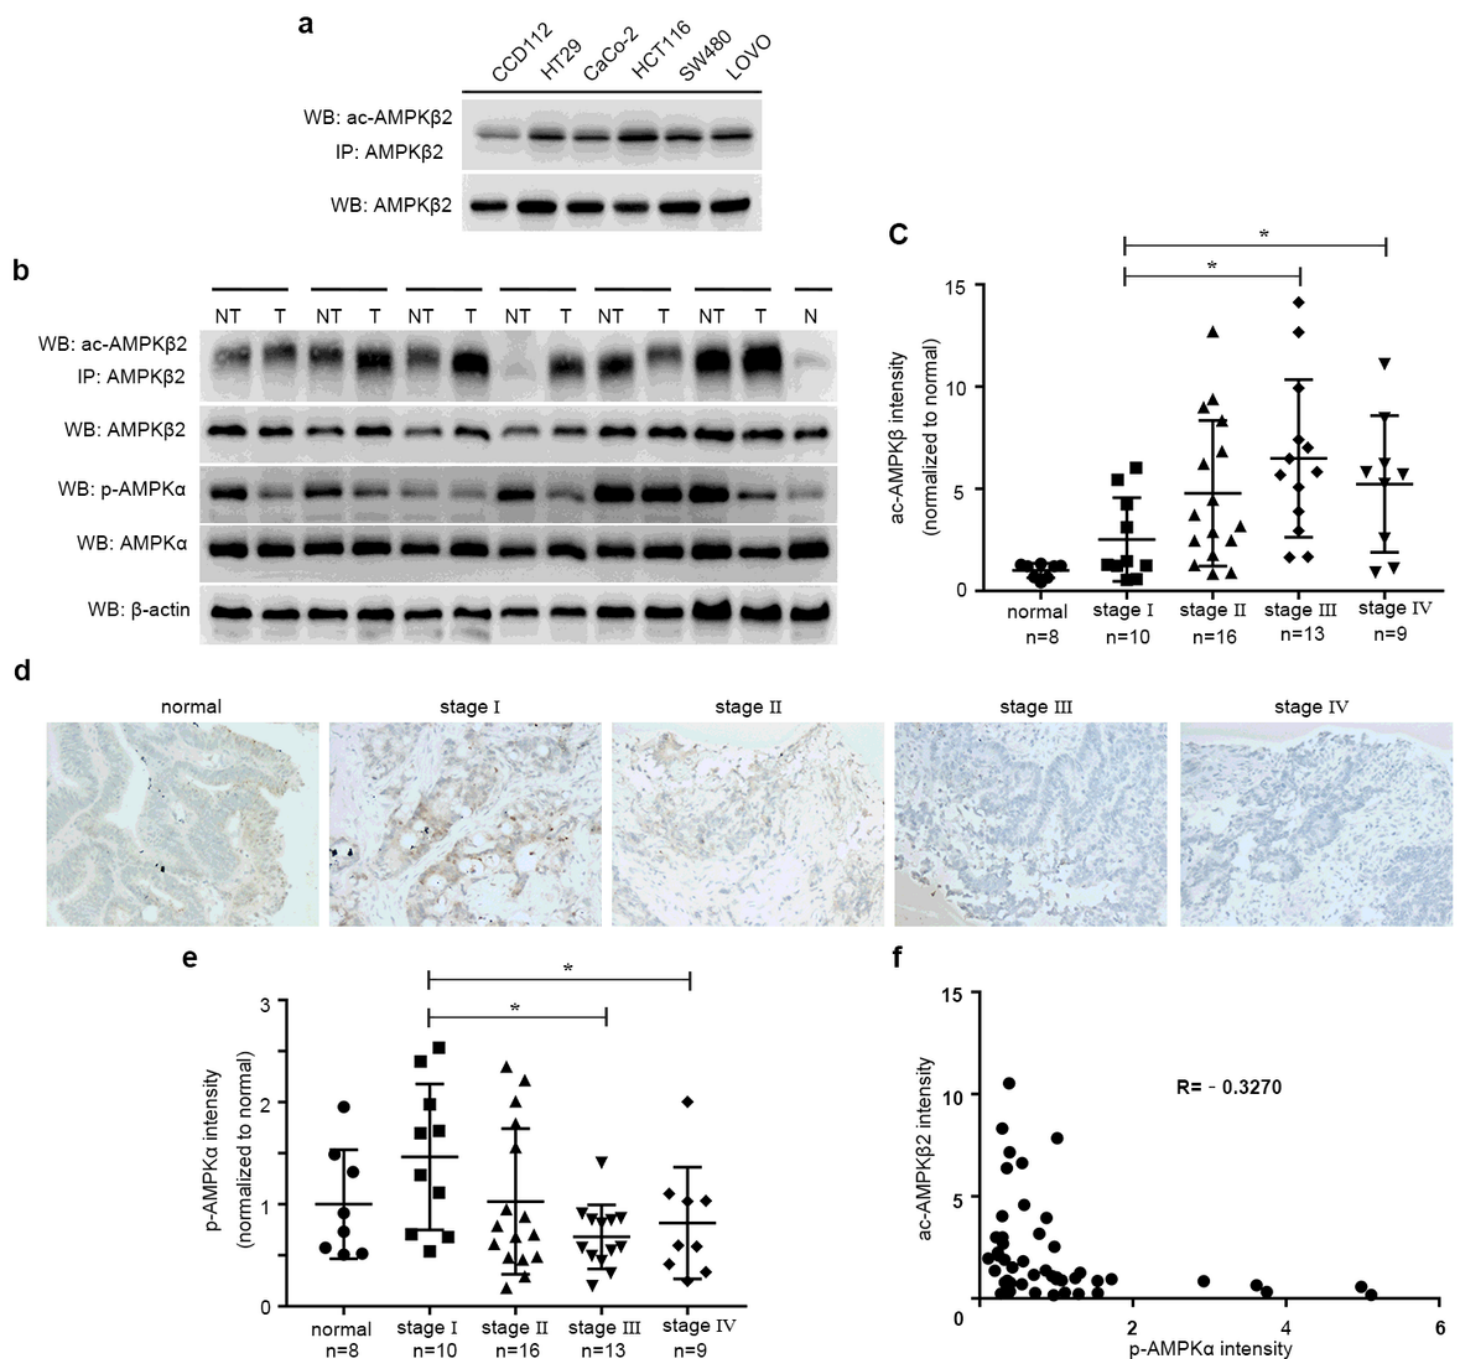 a
CCD112 HT29 CaCo-2 HCT116 SW480 LOVO
WB: ac-AMPKβ2
IP: AMPKβ2
WB: AMPKβ2
b
NT T NT T NT T NT T NT T NT T N
WB: ac-AMPKβ2
IP: AMPKβ2
WB: AMPKβ2
WB: p-AMPKα
WB: AMPKα
WB: β-actin
c
* 
*
ac-AMPKβ intensity
(normalized to normal)
15
10
5
0
normal stage I stage II stage III stage IV
n=8 n=10 n=16 n=13 n=9
d
normal stage I stage II stage III stage IV
e
*
*
p-AMPKα intensity
(normalized to normal)
3
2
1
0
normal stage I stage II stage III stage IV
n=8 n=10 n=16 n=13 n=9
f
ac-AMPKβ2 intensity
15
10
5
0
R= - 0.3270
2 4 6
p-AMPKα intensity